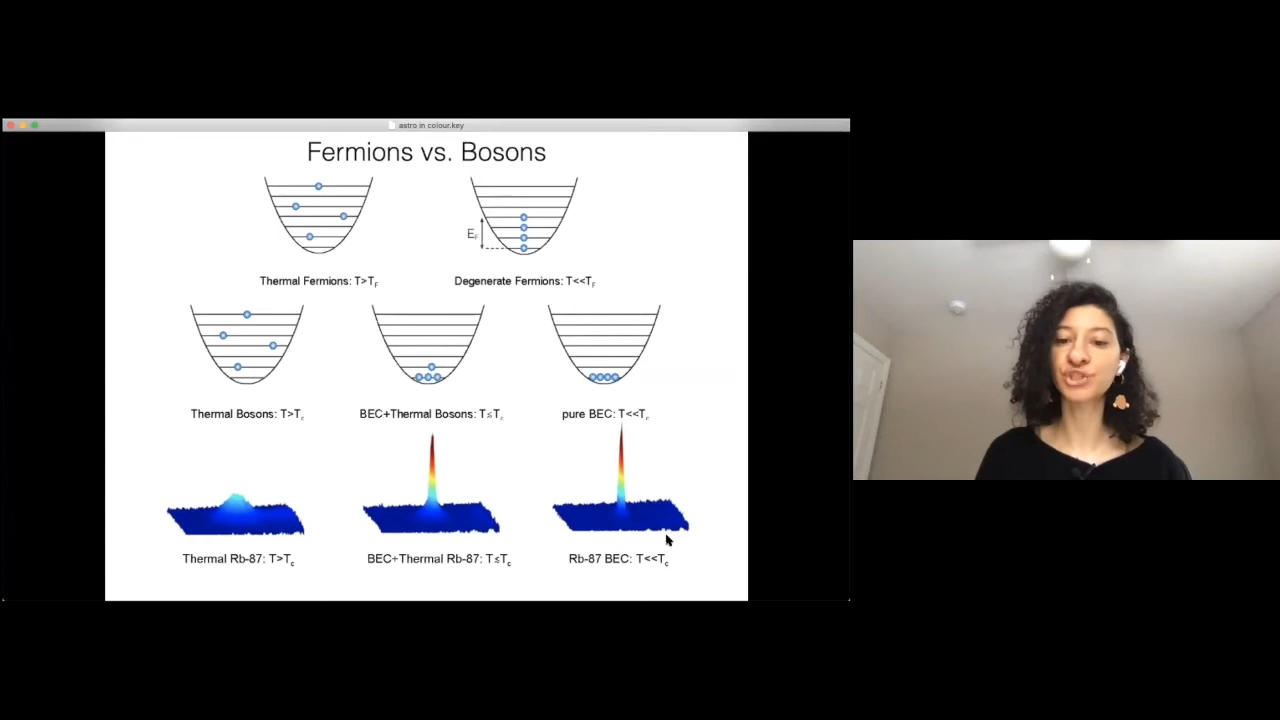 astro in colour.key
Fermions vs. Bosons
E_F
Thermal Fermions: T>T_F
Degenerate Fermions: T<<T_F
Thermal Bosons: T>T_c
BEC+Thermal Bosons: T≤T_c
pure BEC: T<<T_c
Thermal Rb-87: T>T_c
BEC+Thermal Rb-87: T≤T_c
Rb-87 BEC: T<<T_c